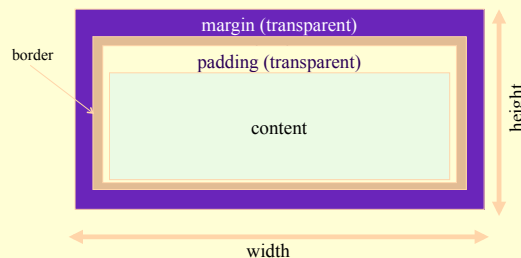 margin (transparent)
border
padding (transparent)
content
height
width